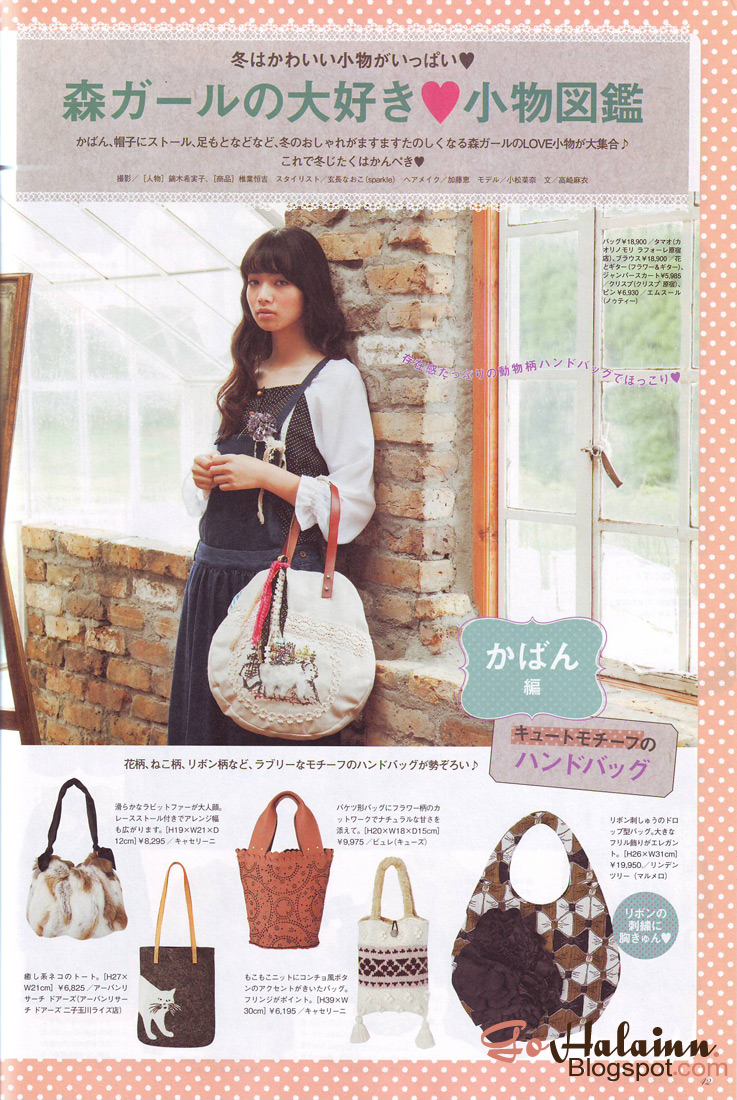 冬はかわいい小物がいっぱい♥
森ガールの大好き♥小物図鑑
かばん、帽子にストール、足もとなどなど、冬のおしゃれがますますたのしくなる森ガールのLOVE小物が大集合♪
これで冬じたくはかんぺき♥
撮影／［人物］鏑木希実子、［商品］椎葉恒吉　スタイリスト／玄長なおこ(sparkle)　ヘアメイク／加藤恵　モデル／小松菜奈　文／高崎麻衣
バッグ¥18,900／タマオ(カ
オリノモリ ラフォーレ原宿
店)、ブラウス¥18,900／花
とギター(フラワー&ギター)、
ジャンパースカート¥5,985
／クリスプ(クリスプ 原宿)、
ピン¥6,930／エムスール
(ノゥティー)
存在感たっぷりの動物柄ハンドバッグでほっこり♥
かばん
編
キュートモチーフの
ハンドバッグ
花柄、ねこ柄、リボン柄など、ラブリーなモチーフのハンドバッグが勢ぞろい♪
滑らかなラビットファーが大人顔。
レースストール付きでアレンジ幅
も広がります。[H19×W21×D
12cm]¥8,295／キャセリーニ
バケツ形バッグにフラワー柄のカ
ットワークでナチュラルな甘さを
添えて。[H20×W18×D15cm]
¥9,975／ビュレ(キューズ)
リボン刺しゅうのドロ
ップ型バッグ。大きな
フリル飾りがエレガン
ト。[H26×W31cm]
¥19,950／リンデン
ツリー（マルメロ）
リボンの
刺繍に
胸きゅん♥
癒し系ネコのトート。[H27×
W21cm]¥6,825／アーバンリ
サーチ ドアーズ(アーバンリサー
チ ドアーズ 二子玉川ライズ店)
もこもこニットにコンチョ風ボタ
ンのアクセントがきいたバッグ。
フリンジがポイント。[H39×W
30cm]¥6,195／キャセリーニ
Go Halainn.
Blogspot.com
42